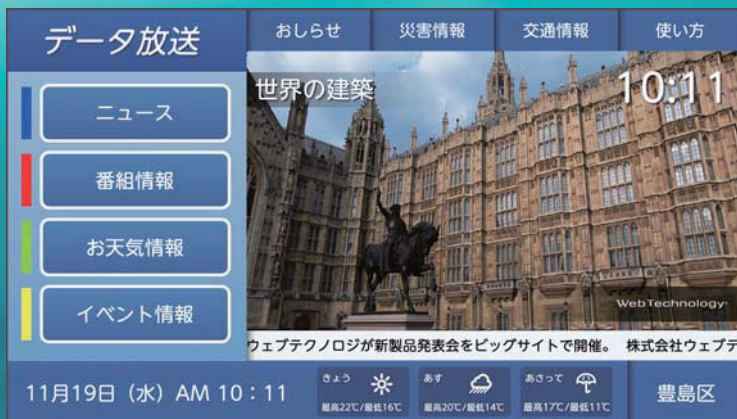 データ放送
おしらせ
災害情報
交通情報
使い方
ニュース
番組情報
お天気情報
イベント情報
世界の建築
10:11
WebTechnology
ウェブテクノロジが新製品発表会をビッグサイトで開催。 株式会社ウェブテ
11月19日（水）AM 10：11
きょう
最高22℃/最低16℃
あす
最高20℃/最低14℃
あさって
最高17℃/最低11℃
豊島区